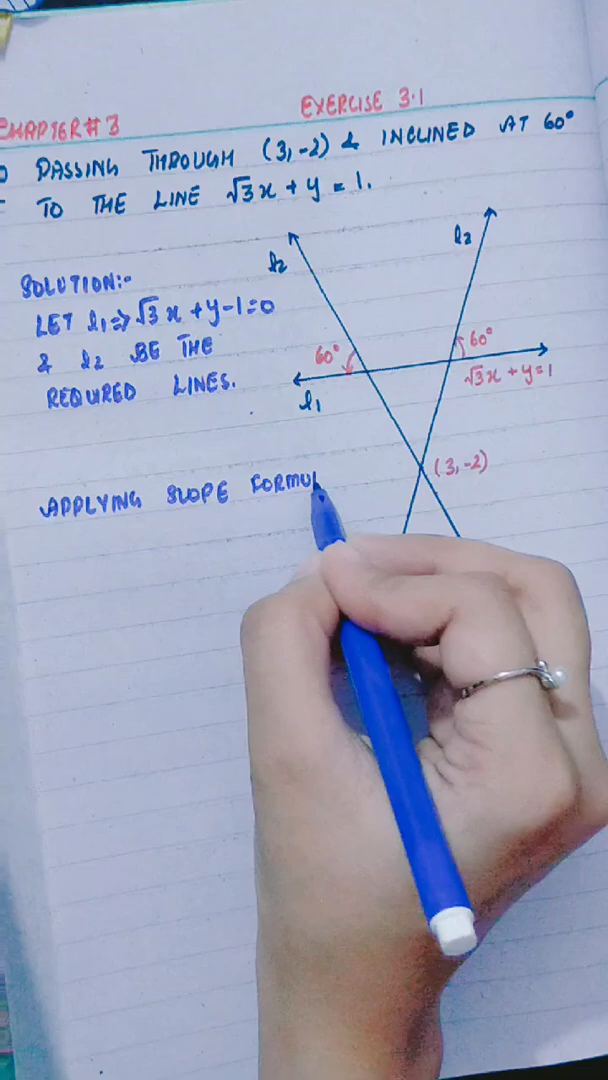 CHAPTER# 3
EXERCISE 3.1
PASSING THROUGH (3,-2) & INCLINED AT 60°
TO THE LINE √3x + y = 1.
SOLUTION:-
LET l1 => √3x + y - 1 = 0
& l2 BE THE
REQUIRED LINES.
l2
l2
60°
60°
√3x + y = 1
l1
(3,-2)
APPLYING SLOPE FORMUL